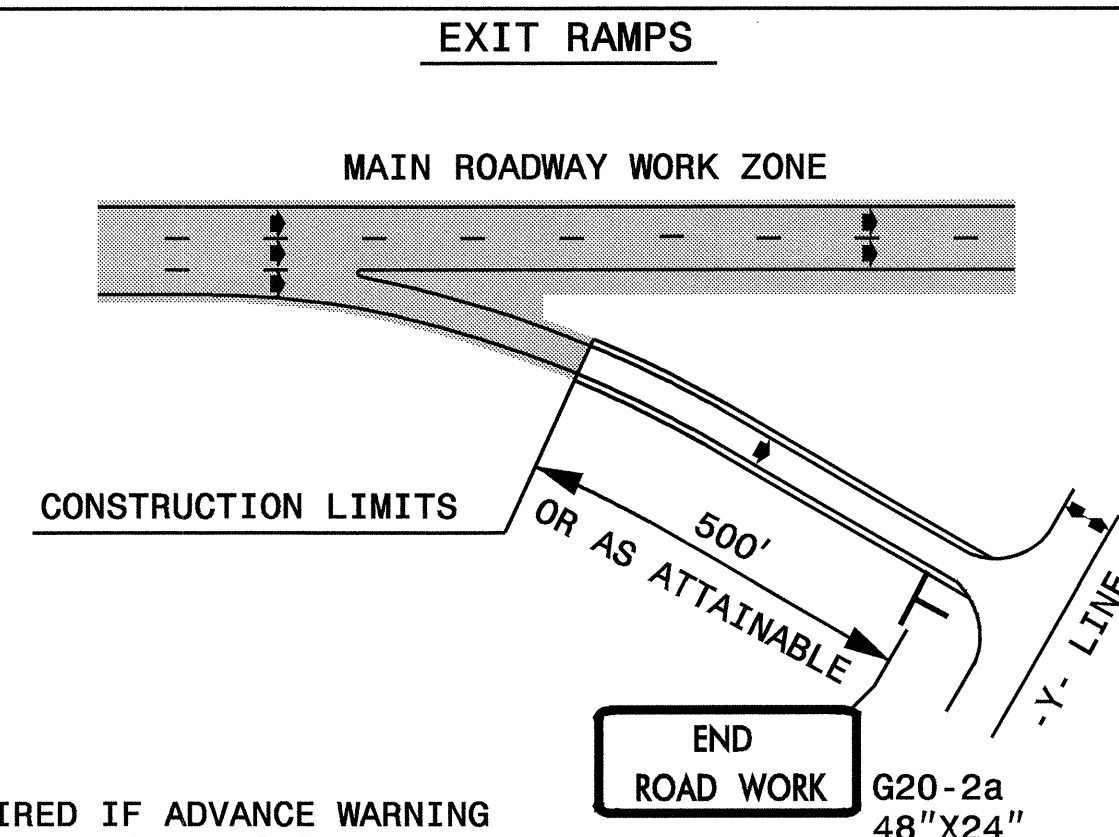 EXIT RAMPS
MAIN ROADWAY WORK ZONE
CONSTRUCTION LIMITS
500'
OR AS ATTAINABLE
-Y- LINE
END
ROAD WORK
G20-2a
48"X24"
IRED IF ADVANCE WARNING